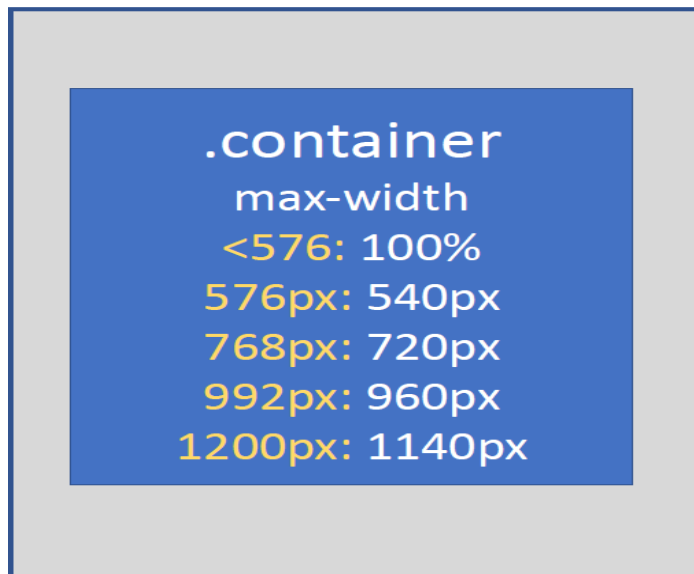 .container
max-width
<576: 100%
576px: 540px
768px: 720px
992px: 960px
1200px: 1140px